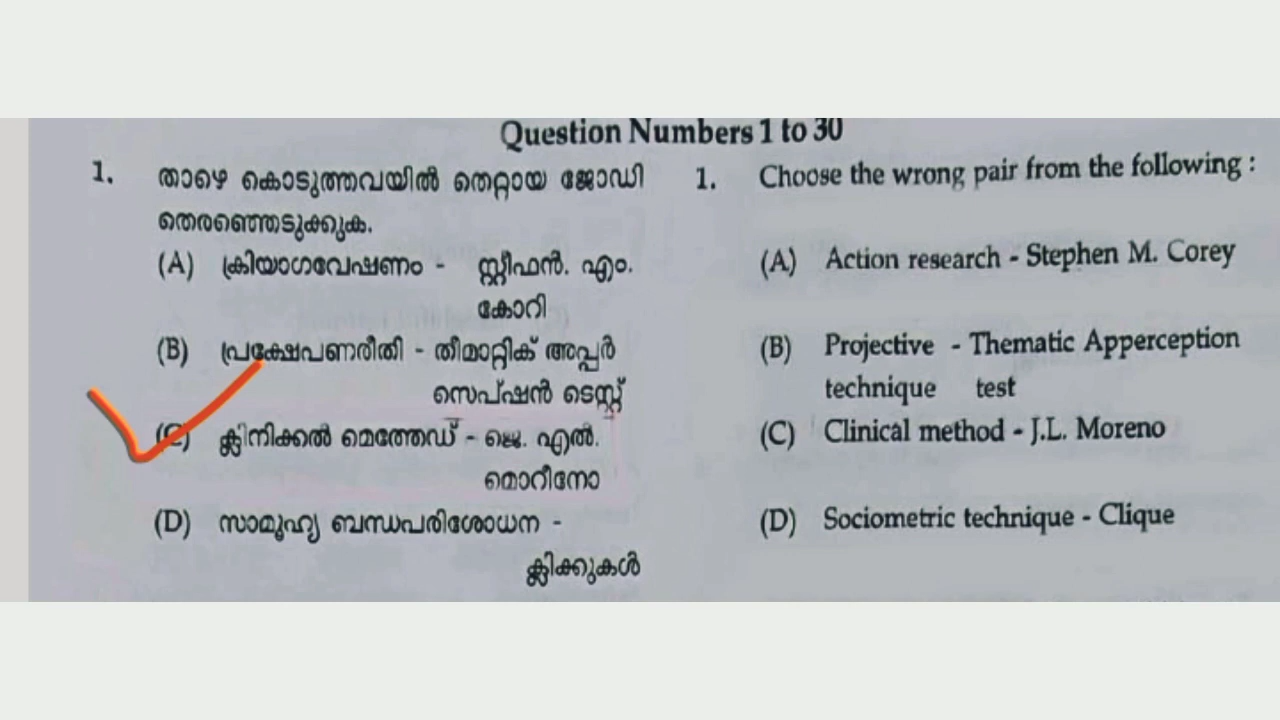 Question Numbers 1 to 30
1. താഴെ കൊടുത്തവയിൽ തെറ്റായ ജോഡി
തെരഞ്ഞെടുക്കുക.
(A) ക്രിയാഗവേഷണം - സ്റ്റീഫൻ. എം.
കോറി
(B) പ്രക്ഷേപണരീതി - തീമാറ്റിക് അപ്പർ
സെപ്ഷൻ ടെസ്റ്റ്
(C) ക്ലിനിക്കൽ മെത്തേഡ് - ജെ. എൽ.
മൊറീനോ
(D) സാമൂഹ്യ ബന്ധപരിശോധന -
ക്ലിക്കുകൾ
1. Choose the wrong pair from the following :
(A) Action research - Stephen M. Corey
(B) Projective - Thematic Apperception
technique test
(C) Clinical method - J.L. Moreno
(D) Sociometric technique - Clique